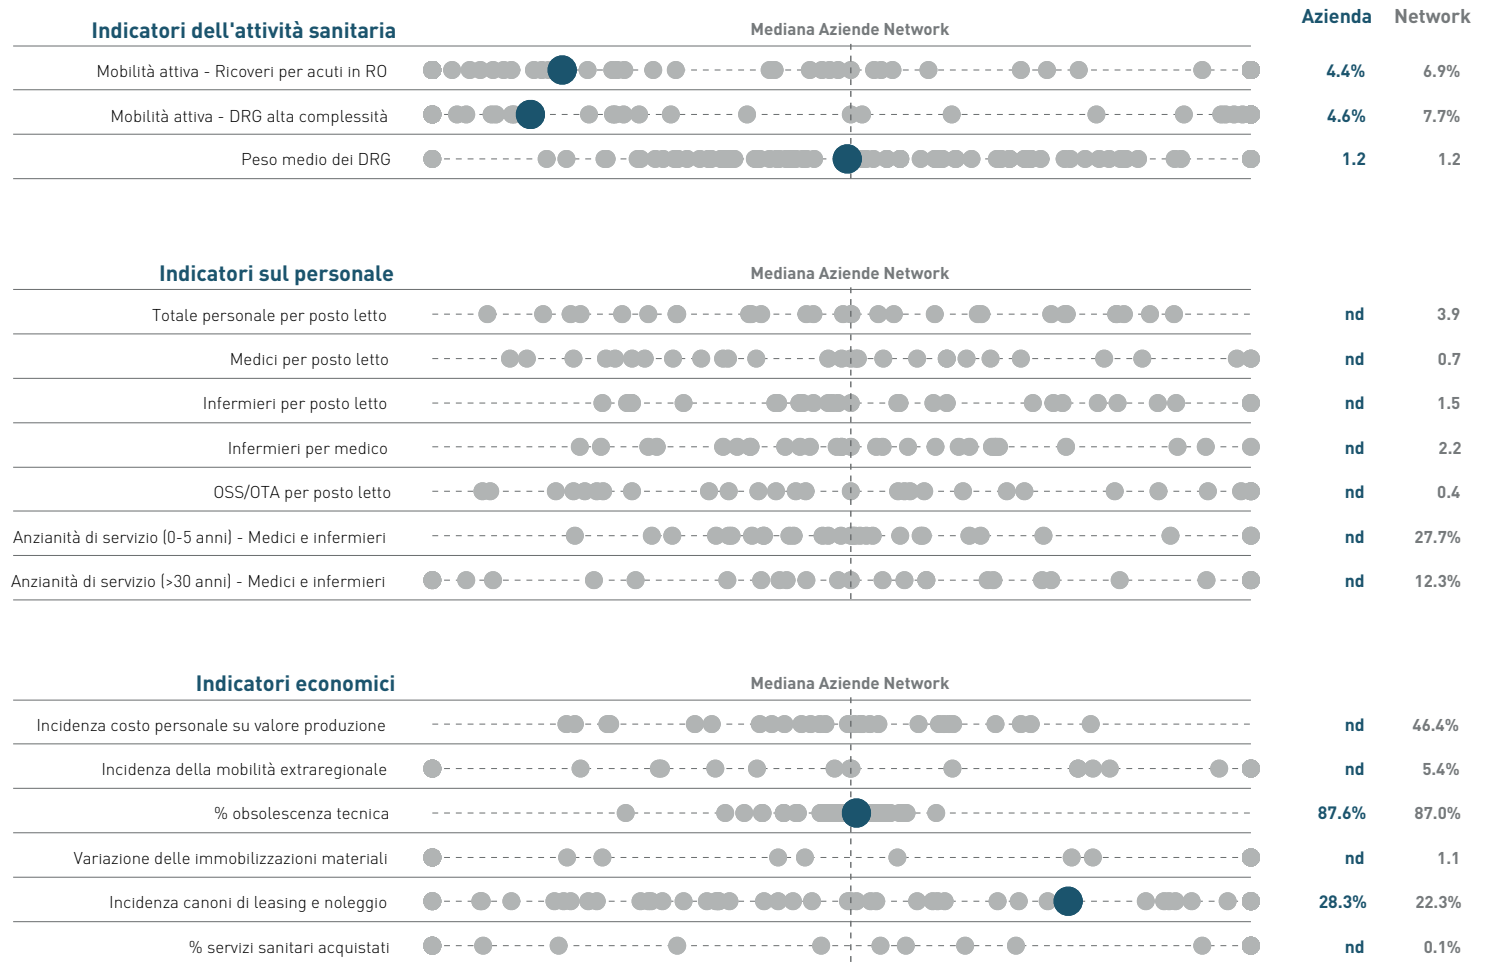 Azienda Network
Indicatori dell'attività sanitaria Mediana Aziende Network
Mobilità attiva - Ricoveri per acuti in RO 4.4% 6.9%
Mobilità attiva - DRG alta complessità 4.6% 7.7%
Peso medio dei DRG 1.2 1.2
Indicatori sul personale Mediana Aziende Network
Totale personale per posto letto nd 3.9
Medici per posto letto nd 0.7
Infermieri per posto letto nd 1.5
Infermieri per medico nd 2.2
OSS/OTA per posto letto nd 0.4
Anzianità di servizio (0-5 anni) - Medici e infermieri nd 27.7%
Anzianità di servizio (>30 anni) - Medici e infermieri nd 12.3%
Indicatori economici Mediana Aziende Network
Incidenza costo personale su valore produzione nd 46.4%
Incidenza della mobilità extraregionale nd 5.4%
% obsolescenza tecnica 87.6% 87.0%
Variazione delle immobilizzazioni materiali nd 1.1
Incidenza canoni di leasing e noleggio 28.3% 22.3%
% servizi sanitari acquistati nd 0.1%